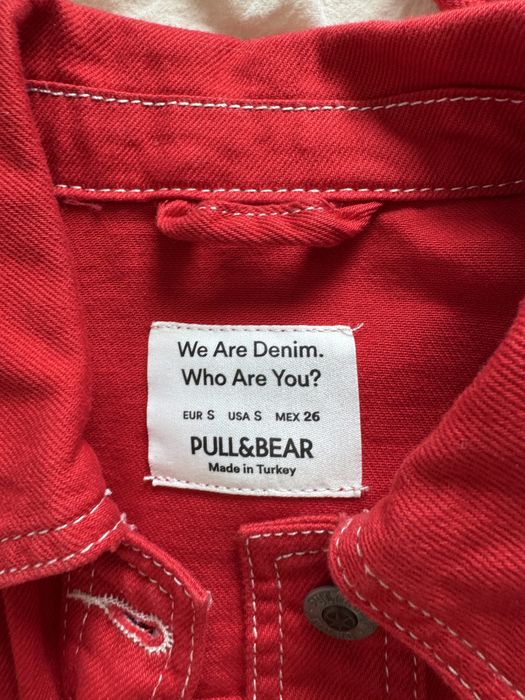 We Are Denim.
Who Are You?
EUR S USA S MEX 26
PULL&BEAR
Made in Turkey